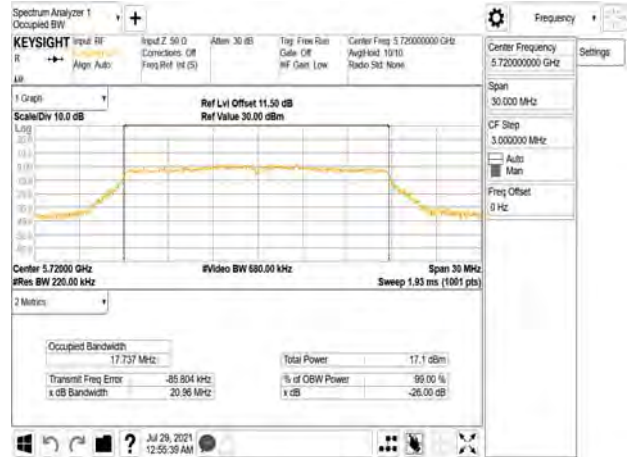 Spectrum Analyzer 1
Occupied BW
Frequency
KEYSIGHT
Input: RF
Input Z: 50 Ω
Atten: 30 dB
Trig: Free Run
Center Freq: 5.720000000 GHz
R
Corrections: Off
Gate: Off
Avg|Hold: 10/10
Align: Auto
Freq Ref: Int (S)
#IF Gain: Low
Radio Std: None
Center Frequency
5.720000000 GHz
Settings
Span
30.000 MHz
CF Step
3.000000 MHz
Auto
Man
Freq Offset
0 Hz
1 Graph
Ref Lvl Offset 11.50 dB
Scale/Div 10.0 dB
Ref Value 30.00 dBm
Log
Center 5.72000 GHz
#Video BW 680.00 kHz
Span 30 MHz
#Res BW 220.00 kHz
Sweep 1.93 ms (1001 pts)
2 Metrics
Occupied Bandwidth
17.737 MHz
Total Power
17.1 dBm
Transmit Freq Error
-85.804 kHz
% of OBW Power
99.00 %
x dB Bandwidth
20.96 MHz
x dB
-26.00 dB
?
Jul 29, 2021
12:55:39 AM